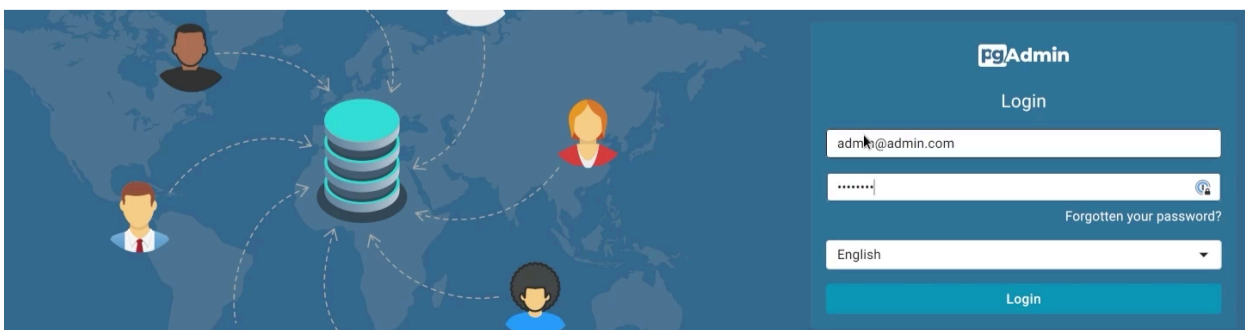 pgAdmin
Login
admin@admin.com
••••••••
Forgotten your password?
English
Login